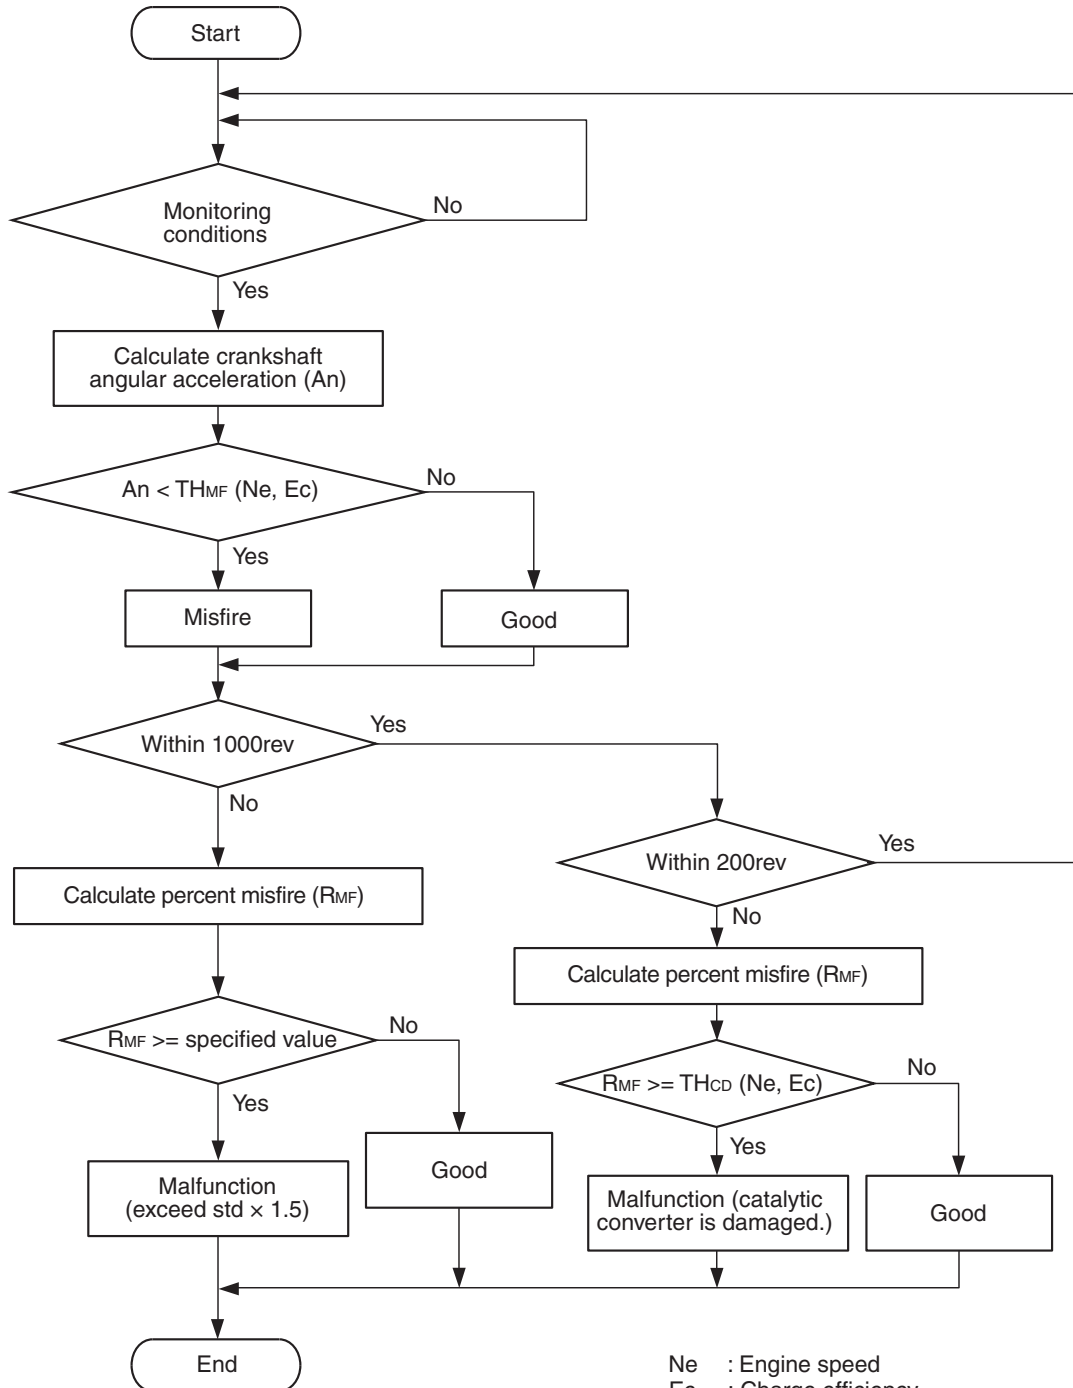 Start
Monitoring
conditions
No
Yes
Calculate crankshaft
angular acceleration (An)
An < THMF (Ne, Ec)
No
Yes
Misfire
Good
Within 1000rev
Yes
No
Within 200rev
Yes
No
Calculate percent misfire (RMF)
Calculate percent misfire (RMF)
RMF >= specified value
No
Yes
RMF >= THCD (Ne, Ec)
No
Yes
Malfunction
(exceed std × 1.5)
Good
Malfunction (catalytic
converter is damaged.)
Good
End
Ne : Engine speed
Ec : Charge efficiency